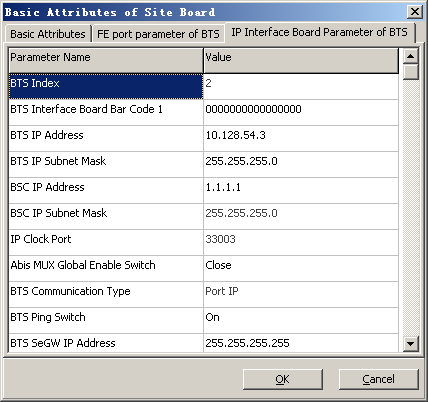 Basic Attributes of Site Board
Basic Attributes FE port parameter of BTS IP Interface Board Parameter of BTS
Parameter Name Value
BTS Index 2
BTS Interface Board Bar Code 1 0000000000000000
BTS IP Address 10.128.54.3
BTS IP Subnet Mask 255.255.255.0
BSC IP Address 1.1.1.1
BSC IP Subnet Mask 255.255.255.0
IP Clock Port 33003
Abis MUX Global Enable Switch Close
BTS Communication Type Port IP
BTS Ping Switch On
BTS SeGW IP Address 255.255.255.255
OK Cancel